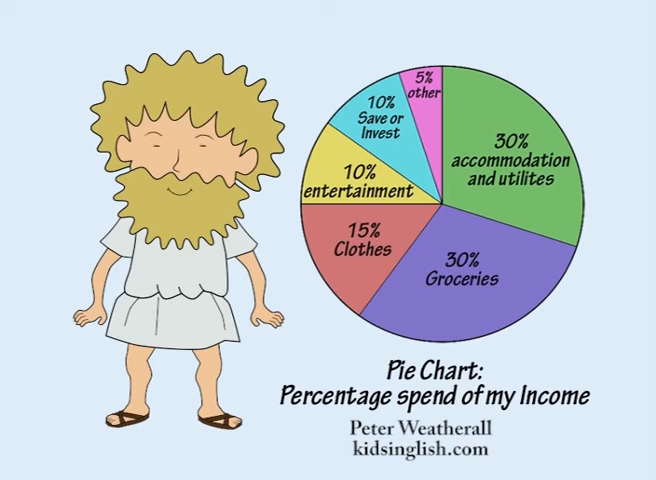 5%
other
10%
Save or
Invest
30%
accommodation
and utilites
10%
entertainment
15%
Clothes
30%
Groceries
Pie Chart:
Percentage spend of my Income
Peter Weatherall
kidsinglish.com